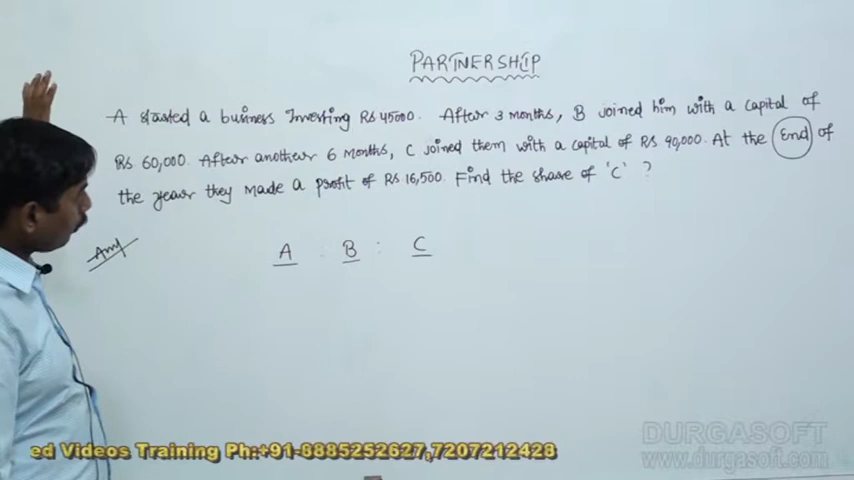 PARTNERSHIP
A started a business Investing Rs 45000. After 3 months, B joined him with a capital of
Rs 60,000. After another 6 months, C joined them with a capital of Rs 90,000. At the End of
the year they made a profit of Rs 16,500. Find the share of 'C' ?
Ans
A : B : C
ed Videos Training Ph:+91-8885252627,7207212428
DURGASOFT
www.durgasoft.com